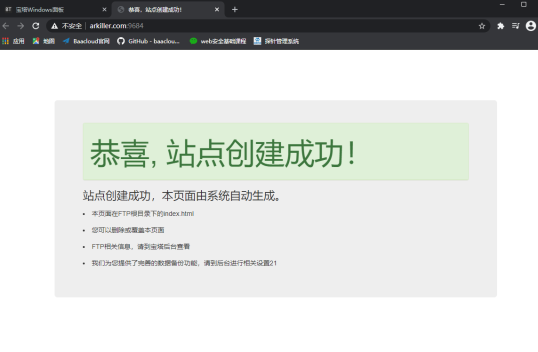 宝塔Windows面板
恭喜，站点创建成功！
不安全 arkiller.com:9684
应用 地图 Baacloud官网 GitHub - baaclou... web安全基础课程 探针管理系统
恭喜, 站点创建成功！
站点创建成功，本页面由系统自动生成。
本页面在FTP根目录下的index.html
您可以删除或覆盖本页面
FTP相关信息，请到宝塔后台查看
我们为您提供了完善的数据备份功能，请到后台进行相关设置21